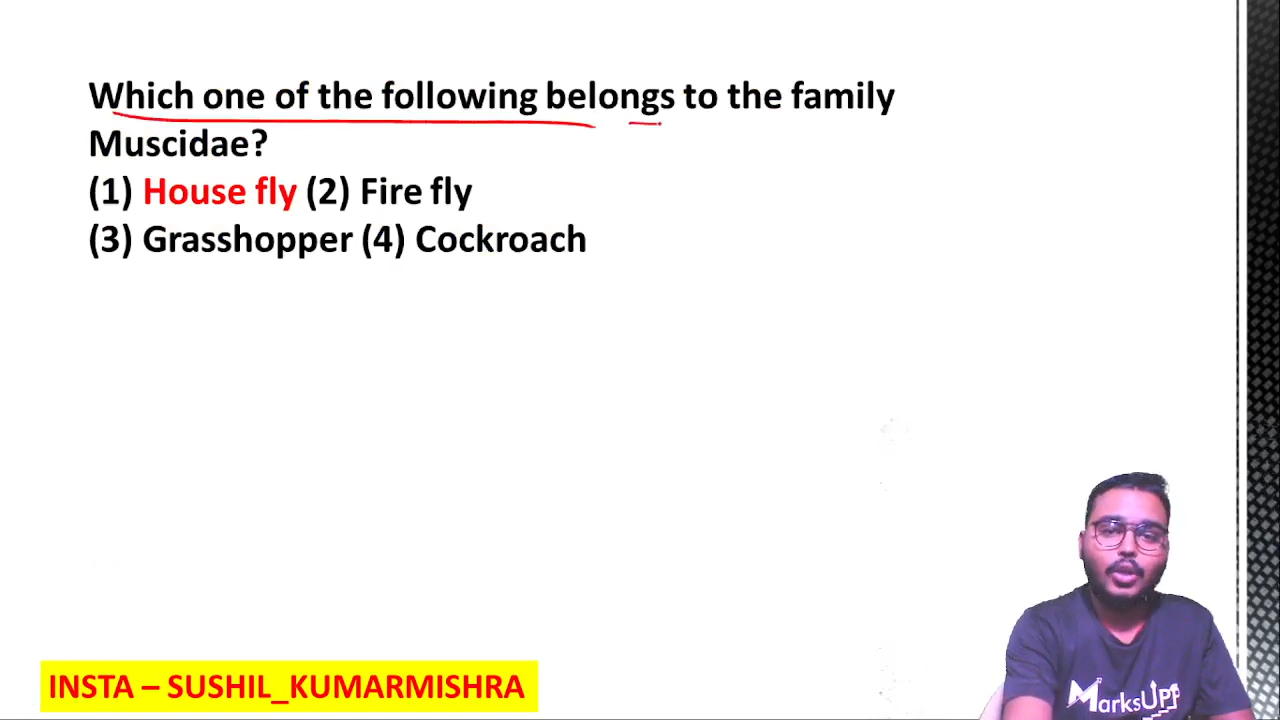 Which one of the following belongs to the family
Muscidae?
(1) House fly (2) Fire fly
(3) Grasshopper (4) Cockroach
MarksUpp
INSTA – SUSHIL_KUMARMISHRA